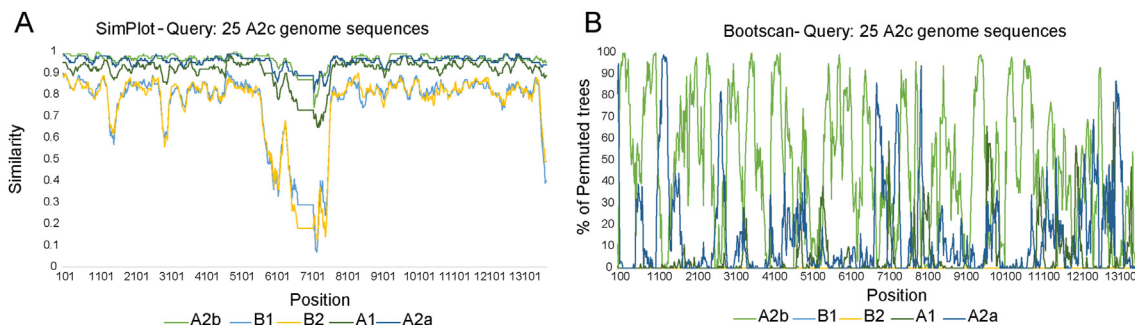 A
SimPlot-Query: 25 A2c genome sequences
Similarity
1
0.9
0.8
0.7
0.6
0.5
0.4
0.3
0.2
0.1
0
101 1101 2101 3101 4101 5101 6101 7101 8101 9101 10101 11101 12101 13101
Position
A2b B1 B2 A1 A2a
B
Bootscan- Query: 25 A2c genome sequences
% of Permuted trees
100
90
80
70
60
50
40
30
20
10
0
100 1100 2100 3100 4100 5100 6100 7100 8100 9100 10100 11100 12100 13100
Position
A2b B1 B2 A1 A2a